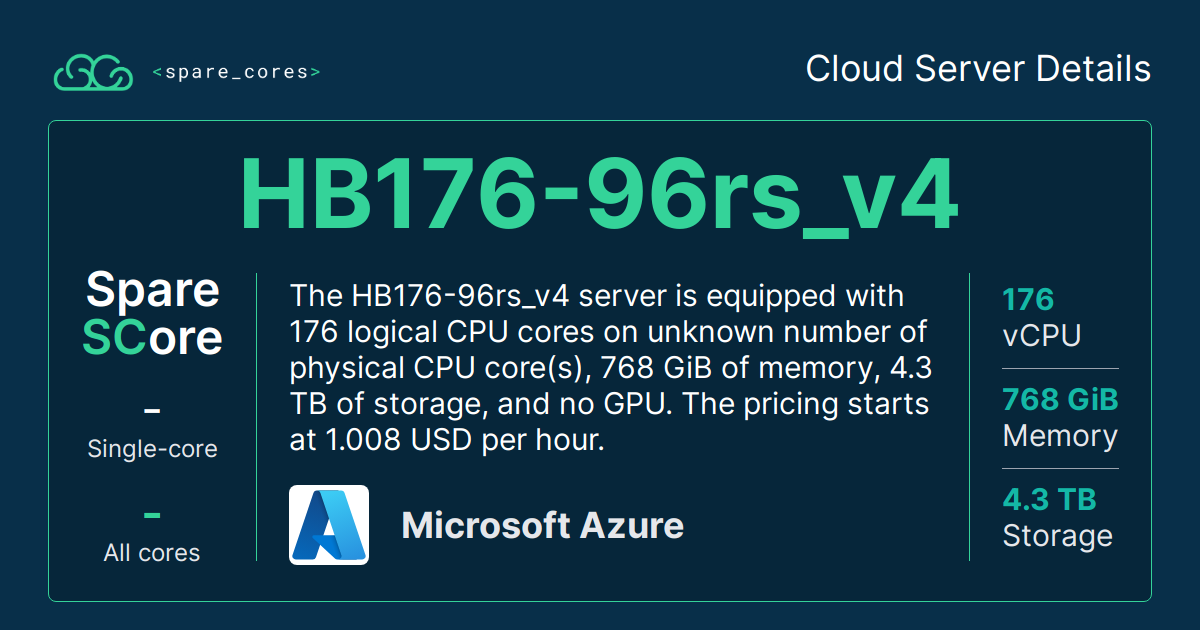 <spare_cores>
Cloud Server Details
HB176-96rs_v4
Spare
SCore
-
Single-core
-
All cores
The HB176-96rs_v4 server is equipped with
176 logical CPU cores on unknown number of
physical CPU core(s), 768 GiB of memory, 4.3
TB of storage, and no GPU. The pricing starts
at 1.008 USD per hour.
Microsoft Azure
176
vCPU
768 GiB
Memory
4.3 TB
Storage